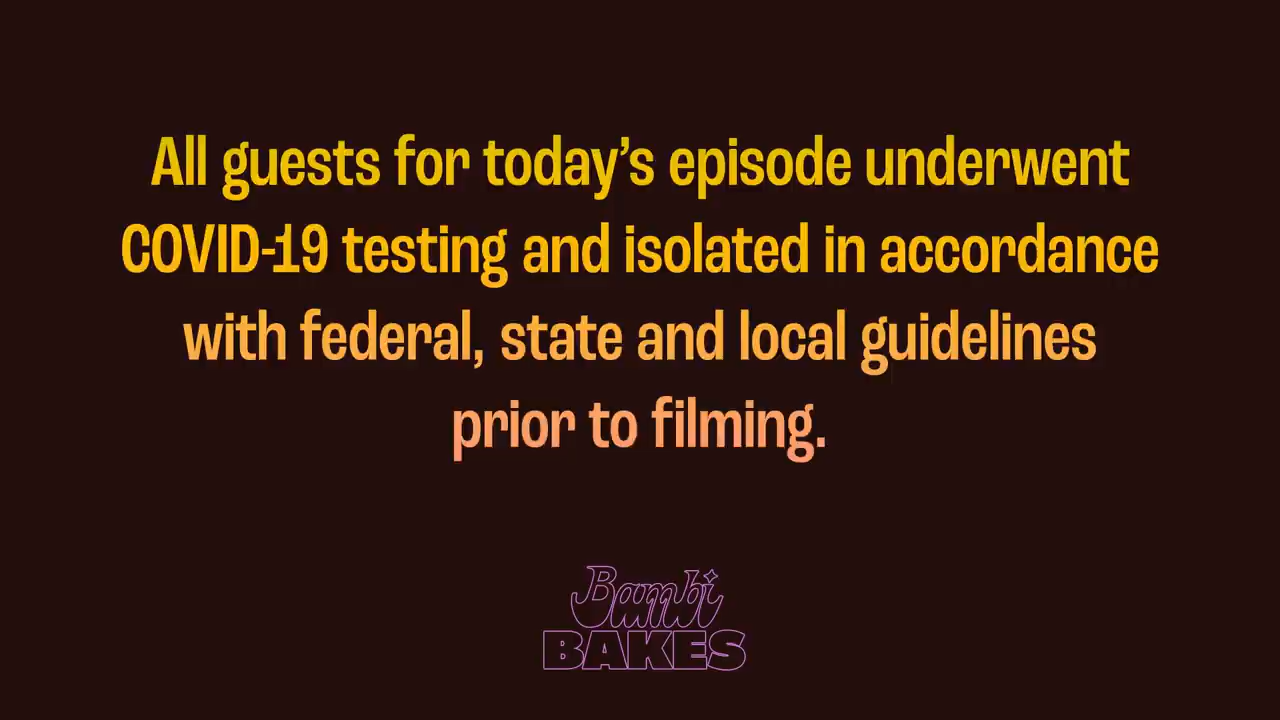 All guests for today’s episode underwent
COVID-19 testing and isolated in accordance
with federal, state and local guidelines
prior to filming.
Bambi
BAKES